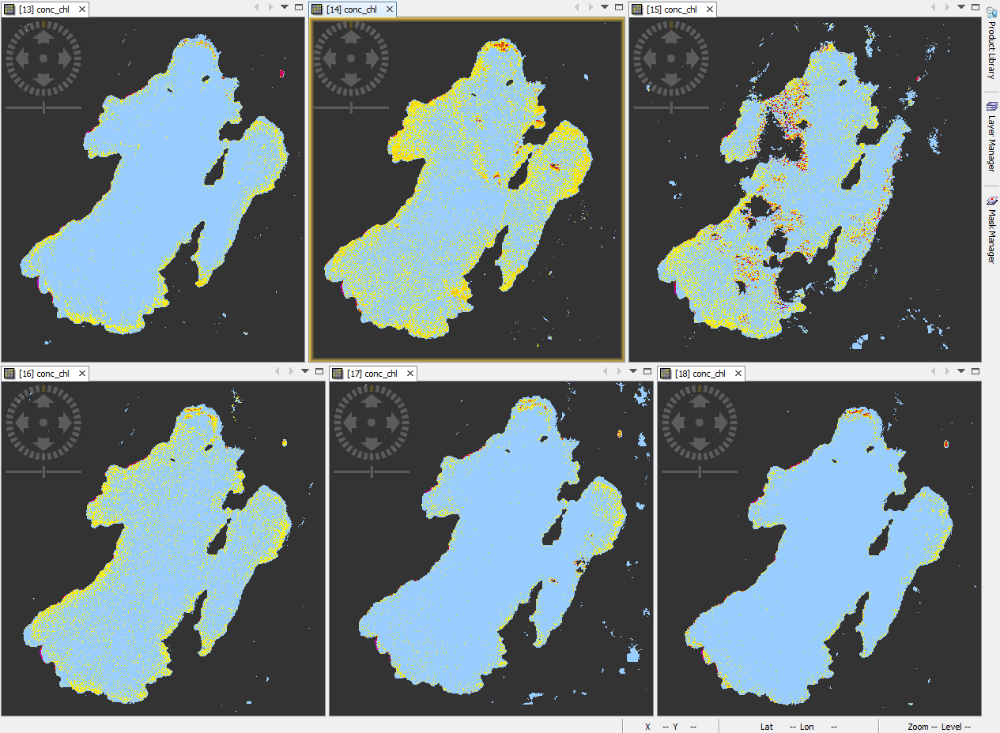 [13] conc_chl
[14] conc_chl
[15] conc_chl
Product Library
Layer Manager
Mask Manager
[16] conc_chl
[17] conc_chl
[18] conc_chl
X -- Y -- Lat -- Lon -- Zoom -- Level --